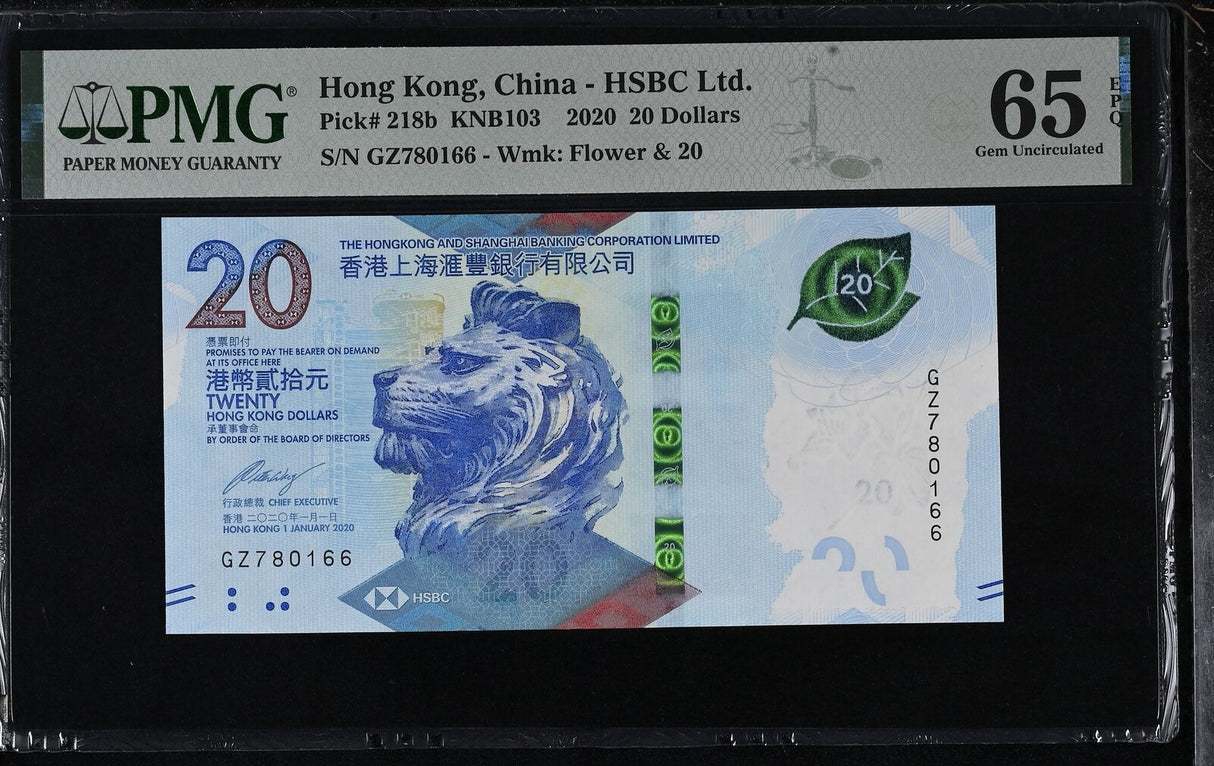 PMG®
PAPER MONEY GUARANTY
Hong Kong, China - HSBC Ltd.
Pick# 218b KNB103 2020 20 Dollars
S/N GZ780166 - Wmk: Flower & 20
65 EPQ
Gem Uncirculated
20
THE HONGKONG AND SHANGHAI BANKING CORPORATION LIMITED
香港上海滙豐銀行有限公司
20
憑票即付
PROMISES TO PAY THE BEARER ON DEMAND
AT ITS OFFICE HERE
港幣貳拾元
TWENTY
HONG KONG DOLLARS
承董事會命
BY ORDER OF THE BOARD OF DIRECTORS
行政總裁 CHIEF EXECUTIVE
香港 二〇二〇年一月一日
HONG KONG 1 JANUARY 2020
GZ780166
HSBC
20
GZ780166
20
20